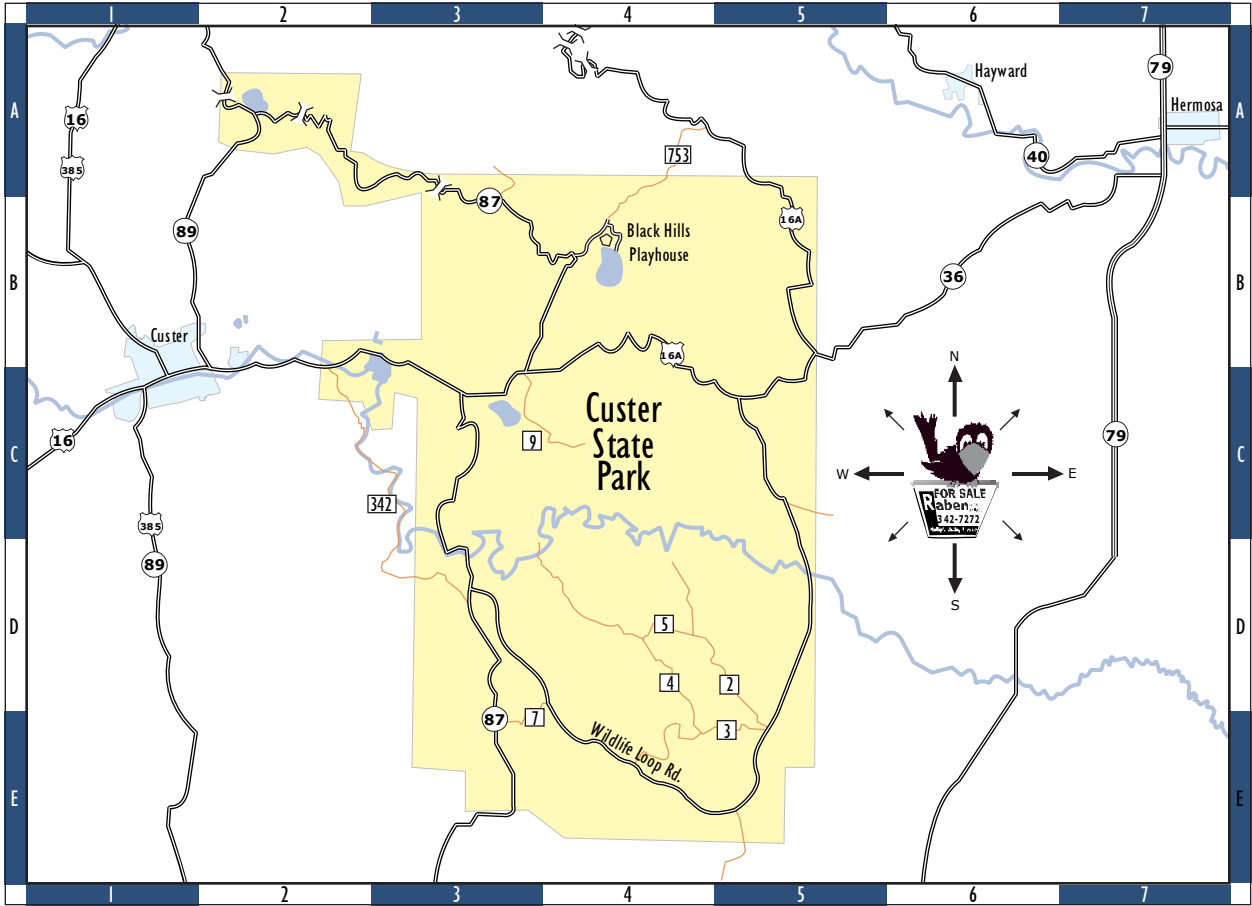 1 2 3 4 5 6 7
A
16
385
79
Hayward
Hermosa
A
40
753
87
89
16A
Black Hills
Playhouse
B
36
B
Custer
16A
N
C
16
9
Custer
State
Park
W
E
79
C
342
FOR SALE
Raben
342-7272
385
89
S
D
5
4
2
D
87
7
3
Wildlife Loop Rd.
E
E
1 2 3 4 5 6 7